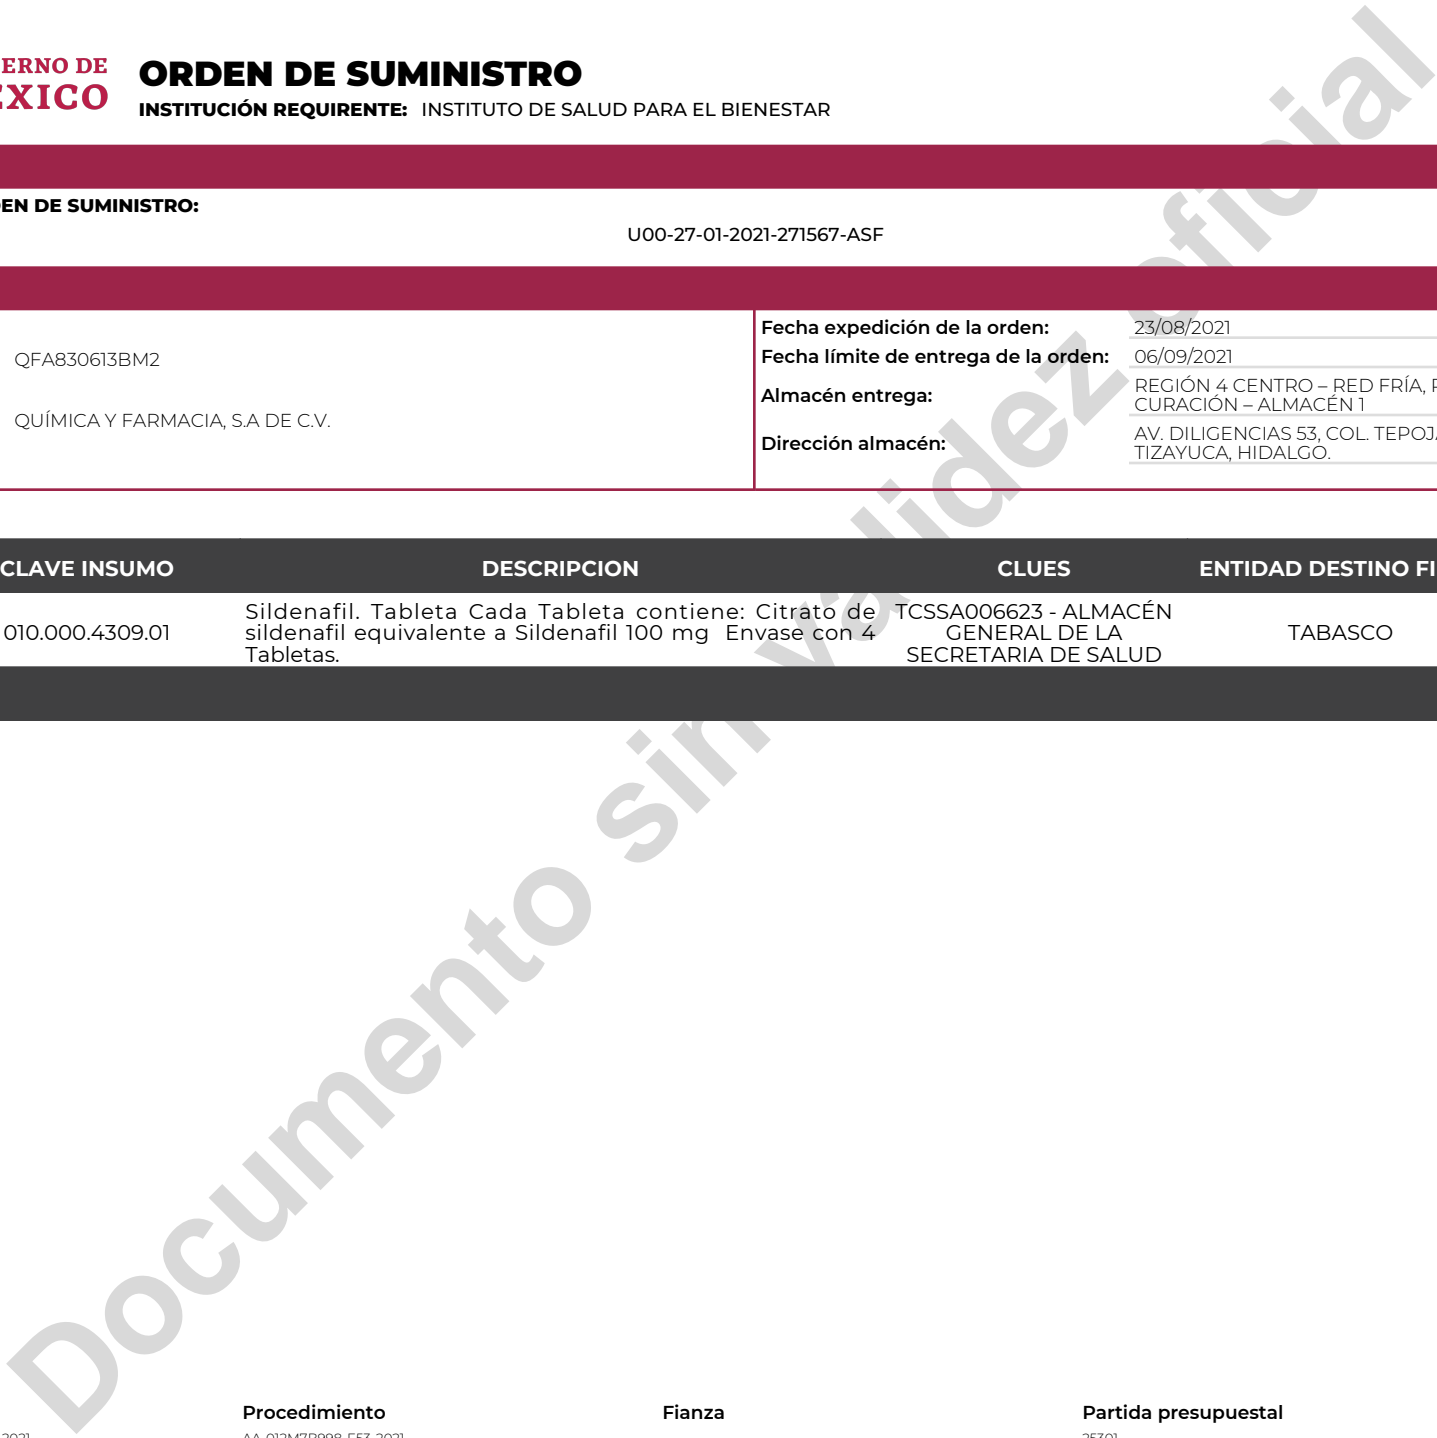 ERNO DE
EXICO
ORDEN DE SUMINISTRO
INSTITUCIÓN REQUIRENTE: INSTITUTO DE SALUD PARA EL BIENESTAR
EN DE SUMINISTRO:
U00-27-01-2021-271567-ASF
QFA830613BM2
QUÍMICA Y FARMACIA, S.A DE C.V.
Fecha expedición de la orden: 23/08/2021
Fecha límite de entrega de la orden: 06/09/2021
Almacén entrega: REGIÓN 4 CENTRO – RED FRÍA,
CURACIÓN – ALMACÉN 1
Dirección almacén: AV. DILIGENCIAS 53, COL. TEPOJ
TIZAYUCA, HIDALGO.
CLAVE INSUMO DESCRIPCION CLUES ENTIDAD DESTINO FI
010.000.4309.01
Sildenafil. Tableta Cada Tableta contiene: Citrato de
sildenafil equivalente a Sildenafil 100 mg Envase con 4
Tabletas.
TCSSA006623 - ALMACÉN
GENERAL DE LA
SECRETARIA DE SALUD
TABASCO
Documento sin validez oficial
Procedimiento Fianza Partida presupuestal